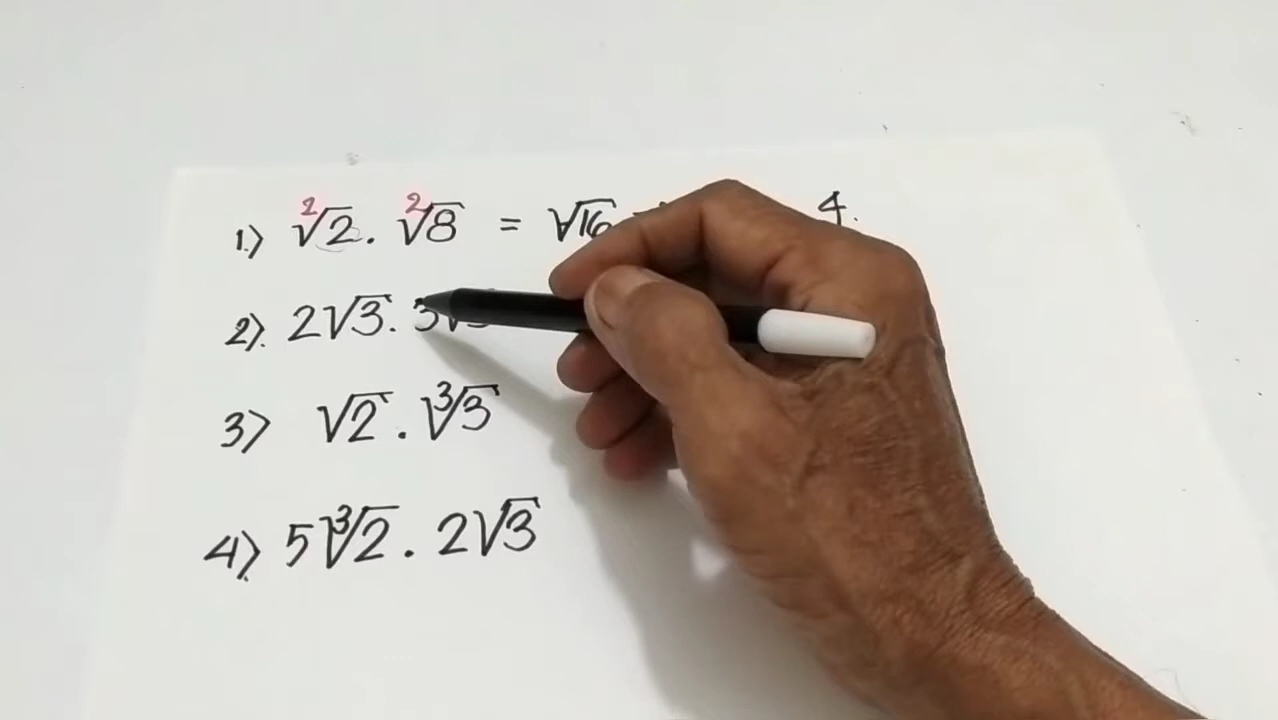 1.) ²√2 . ²√8 = √16 4.
2). 2√3 . 3√
3) √2 . ³√3
4) 5³√2 . 2√3